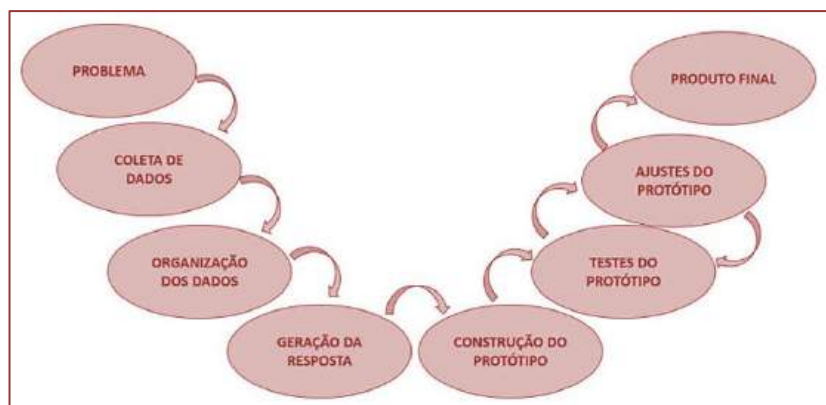 PROBLEMA
COLETA DE
DADOS
ORGANIZAÇÃO
DOS DADOS
GERAÇÃO DA
RESPOSTA
CONSTRUÇÃO DO
PROTÓTIPO
TESTES DO
PROTÓTIPO
AJUSTES DO
PROTÓTIPO
PRODUTO FINAL